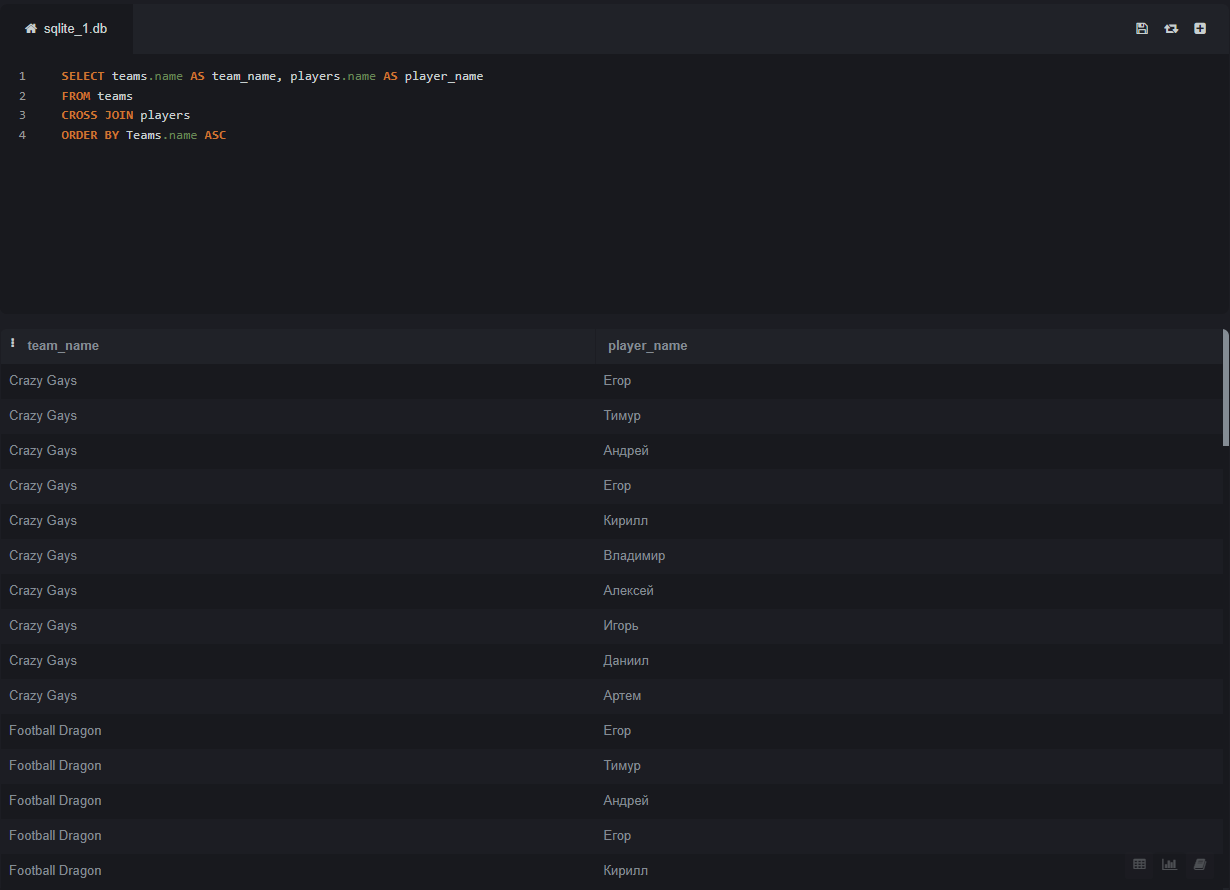 sqlite_1.db
1 SELECT teams.name AS team_name, players.name AS player_name
2 FROM teams
3 CROSS JOIN players
4 ORDER BY Teams.name ASC
team_name player_name
Crazy Gays Егор
Crazy Gays Тимур
Crazy Gays Андрей
Crazy Gays Егор
Crazy Gays Кирилл
Crazy Gays Владимир
Crazy Gays Алексей
Crazy Gays Игорь
Crazy Gays Даниил
Crazy Gays Артем
Football Dragon Егор
Football Dragon Тимур
Football Dragon Андрей
Football Dragon Егор
Football Dragon Кирилл